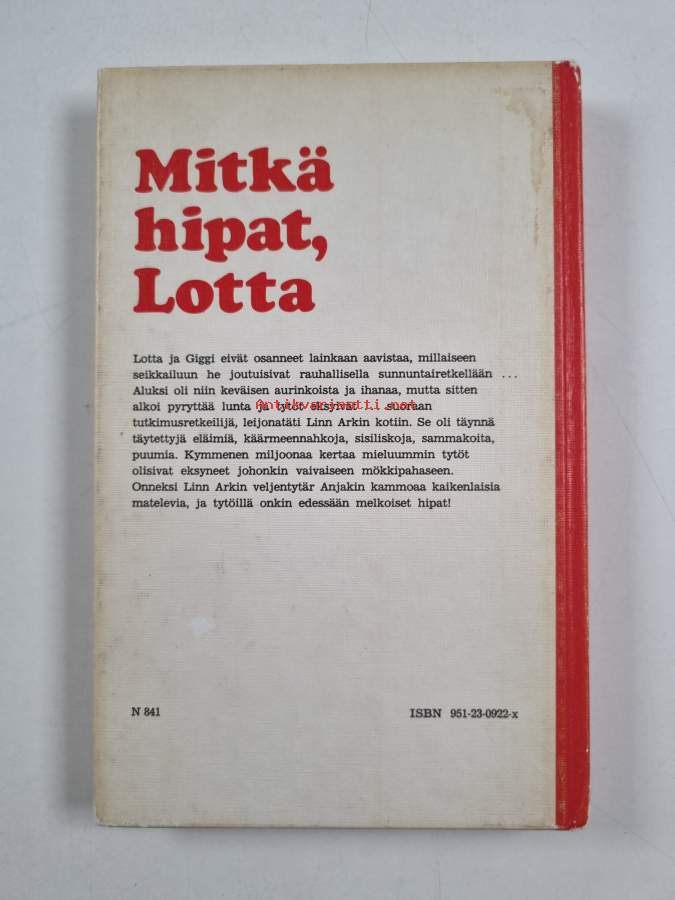 Mitkä
hipat,
Lotta
Lotta ja Giggi eivät osanneet lainkaan aavistaa, millaiseen
seikkailuun he joutuisivat rauhallisella sunnuntairetkellään ...
Aluksi oli niin keväisen aurinkoista ja ihanaa, mutta sitten
Antikvariaatti.net
alkoi pyryttää lunta ja tytöt eksyivät suoraan
tutkimusretkeilijä, leijonatäti Linn Arkin kotiin. Se oli täynnä
täytettyjä eläimiä, käärmeennahkoja, sisiliskoja, sammakoita,
puumia. Kymmenen miljoonaa kertaa mieluummin tytöt
olisivat eksyneet johonkin vaivaiseen mökkipahaseen.
Onneksi Linn Arkin veljentytär Anjakin kammoaa kaikenlaisia
matelevia, ja tytöillä onkin edessään melkoiset hipat!
N 841
ISBN 951-23-0922-x